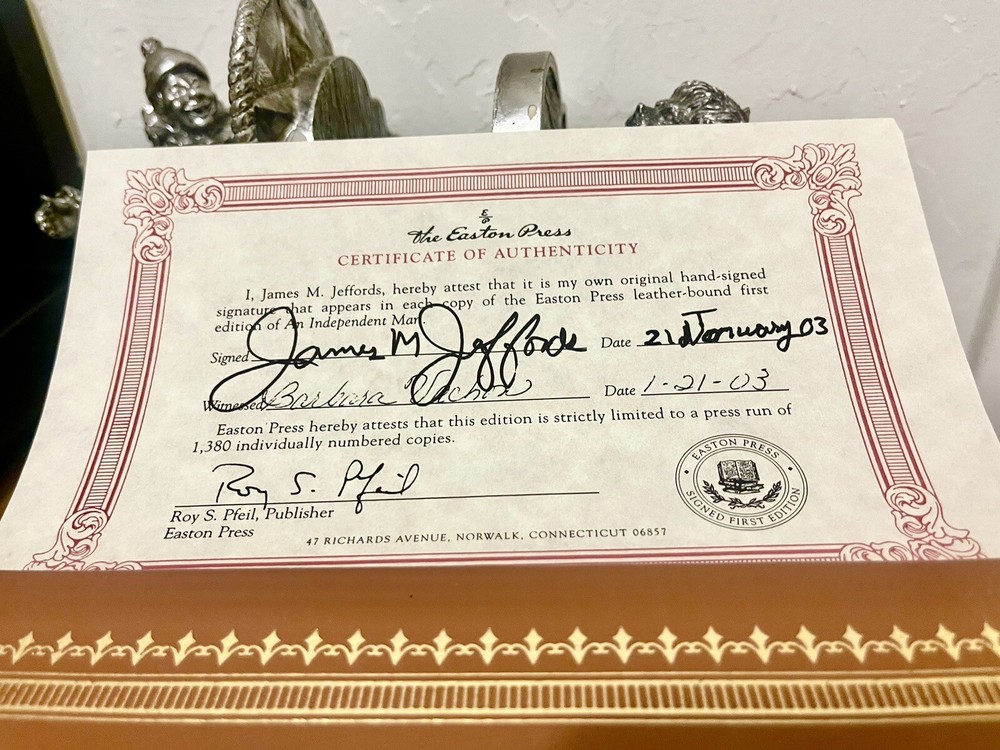 The Easton Press
CERTIFICATE OF AUTHENTICITY
I, James M. Jeffords, hereby attest that it is my own original hand-signed
signature that appears in each copy of the Easton Press leather-bound first
edition of An Independent Man.
Signed James M Jeffords Date 21st January 03
Witnessed Barbara Date 1-21-03
Easton Press hereby attests that this edition is strictly limited to a press run of
1,380 individually numbered copies.
Roy S. Pfeil
Roy S. Pfeil, Publisher
Easton Press
EASTON PRESS
SIGNED FIRST EDITION
47 RICHARDS AVENUE, NORWALK, CONNECTICUT 06857